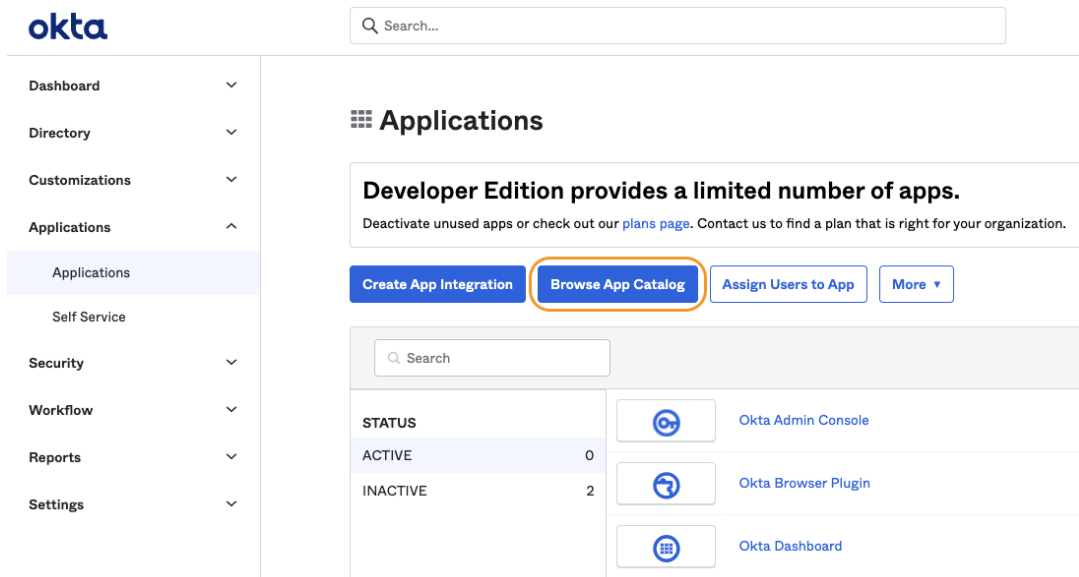 okta
Search...
Dashboard
Directory
Customizations
Applications
Applications
Self Service
Security
Workflow
Reports
Settings
Applications
Developer Edition provides a limited number of apps.
Deactivate unused apps or check out our plans page. Contact us to find a plan that is right for your organization.
Create App Integration Browse App Catalog Assign Users to App More
Search
STATUS
ACTIVE 0
INACTIVE 2
Okta Admin Console
Okta Browser Plugin
Okta Dashboard